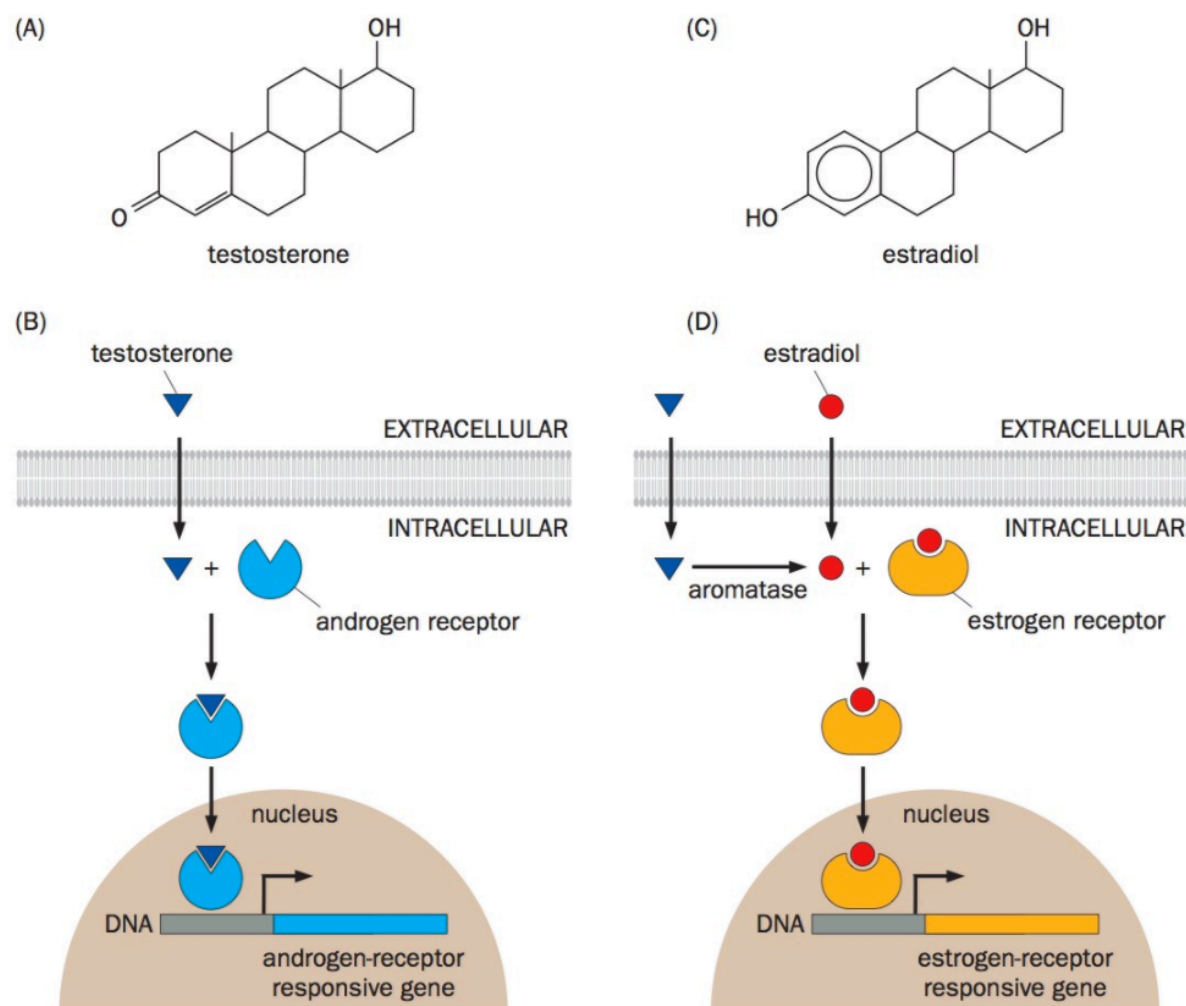 (A)
OH
O
testosterone
(C)
OH
HO
estradiol
(B)
testosterone
EXTRACELLULAR
INTRACELLULAR
+
androgen receptor
nucleus
DNA
androgen-receptor
responsive gene
(D)
estradiol
EXTRACELLULAR
INTRACELLULAR
aromatase
+
estrogen receptor
nucleus
DNA
estrogen-receptor
responsive gene